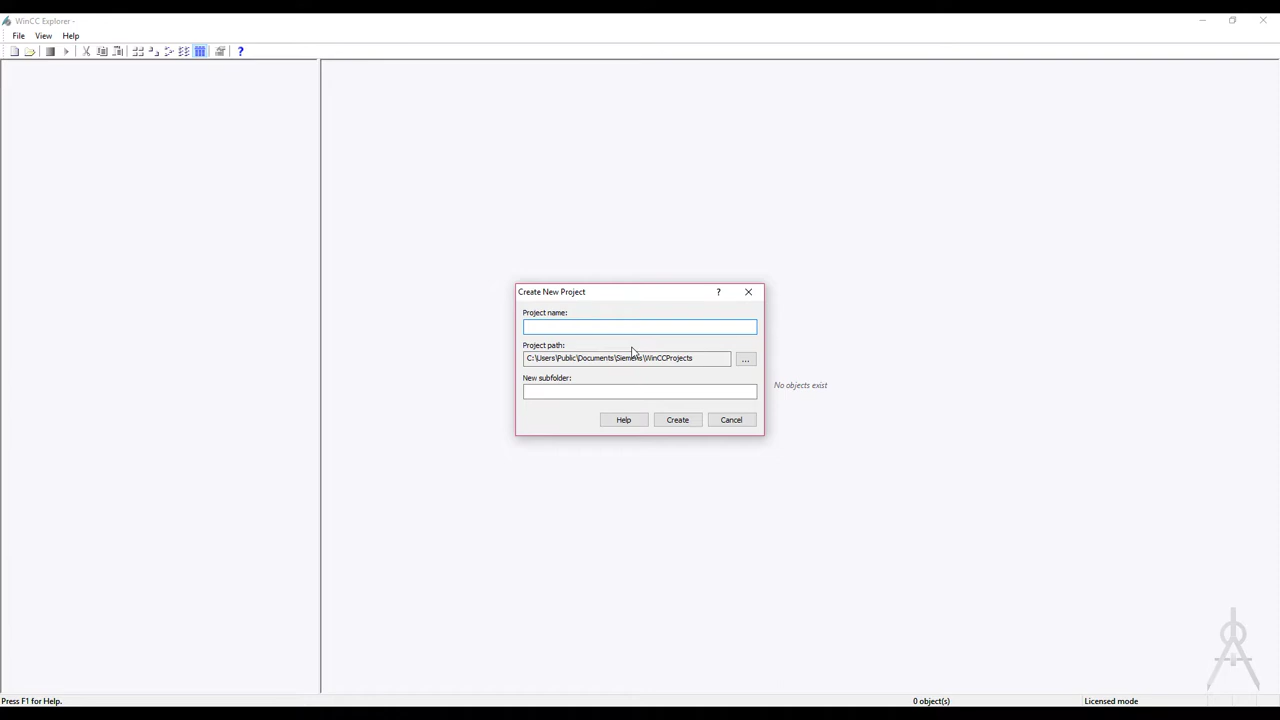 WinCC Explorer -
File View Help
?
Create New Project ?
Project name:
Project path:
C:\Users\Public\Documents\Siemens\WinCCProjects
...
New subfolder:
No objects exist
Help Create Cancel
Press F1 for Help. 0 object(s) Licensed mode